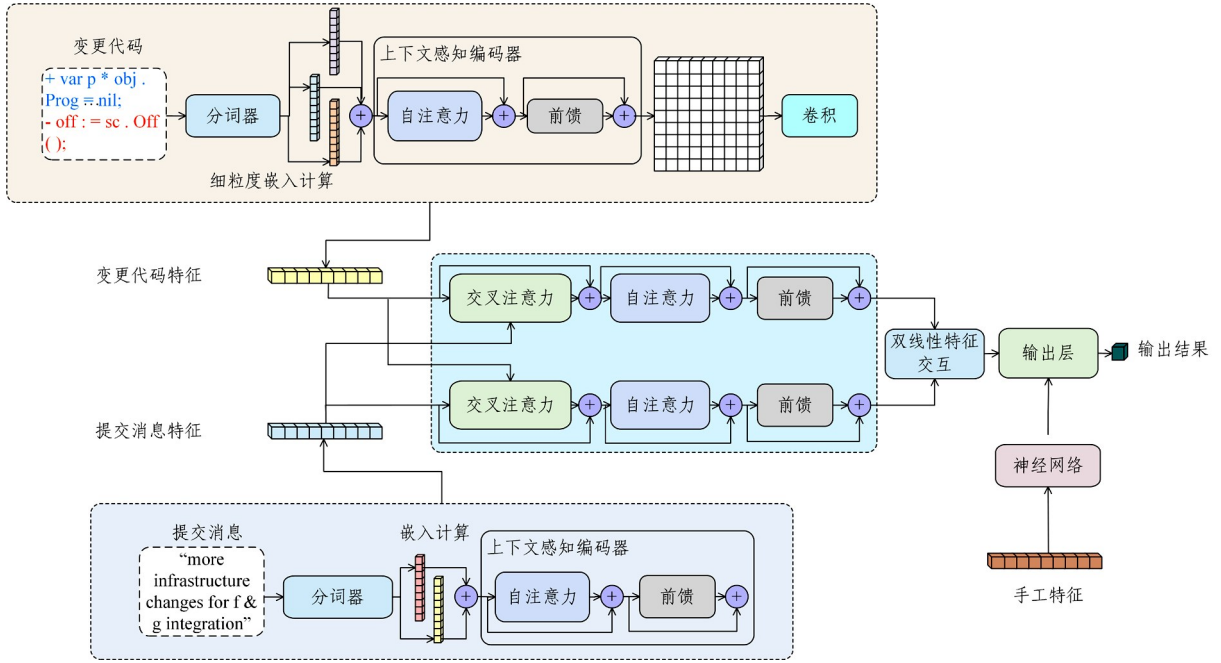 变更代码
+ var p * obj .
Prog = nil;
...
- off : = sc . Off
( );
分词器
细粒度嵌入计算
+
上下文感知编码器
自注意力
+
前馈
+
卷积
变更代码特征
交叉注意力
+
自注意力
+
前馈
+
双线性特征
交互
输出层
输出结果
提交消息特征
交叉注意力
+
自注意力
+
前馈
+
神经网络
手工特征
提交消息
“more
infrastructure
changes for f &
g integration”
分词器
嵌入计算
+
上下文感知编码器
自注意力
+
前馈
+